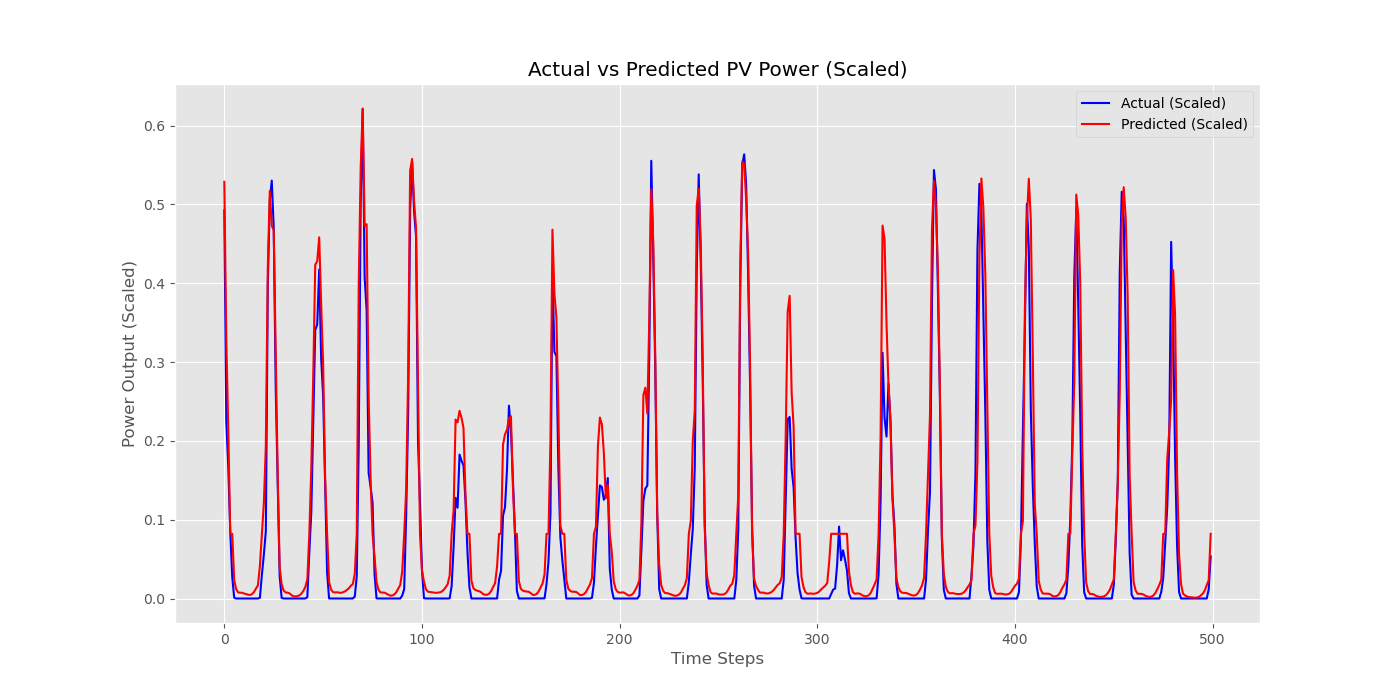 Actual vs Predicted PV Power (Scaled)
Actual (Scaled)
Predicted (Scaled)
Power Output (Scaled)
0.6
0.5
0.4
0.3
0.2
0.1
0.0
0 100 200 300 400 500
Time Steps